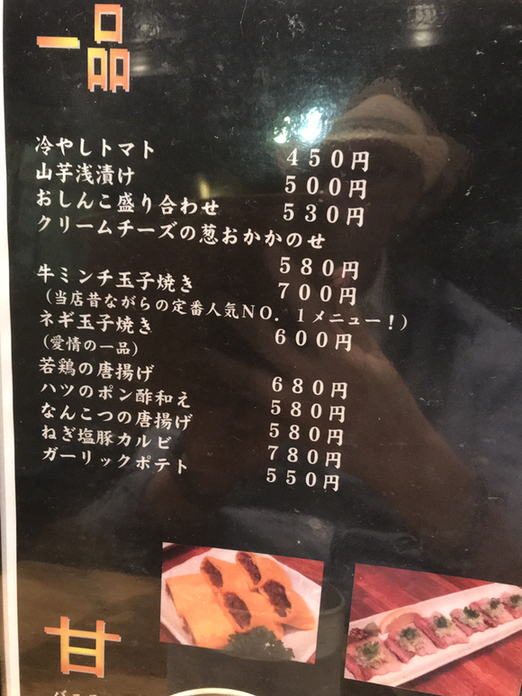 一品
冷やしトマト 450円
山芋浅漬け 500円
おしんこ盛り合わせ 530円
クリームチーズの葱おかかのせ
580円
牛ミンチ玉子焼き 700円
(当店昔ながらの定番人気NO.1メニュー!)
ネギ玉子焼き 600円
(愛情の一品)
若鶏の唐揚げ 680円
ハツのポン酢和え 580円
なんこつの唐揚げ 580円
ねぎ塩豚カルビ 780円
ガーリックポテト 550円
甘